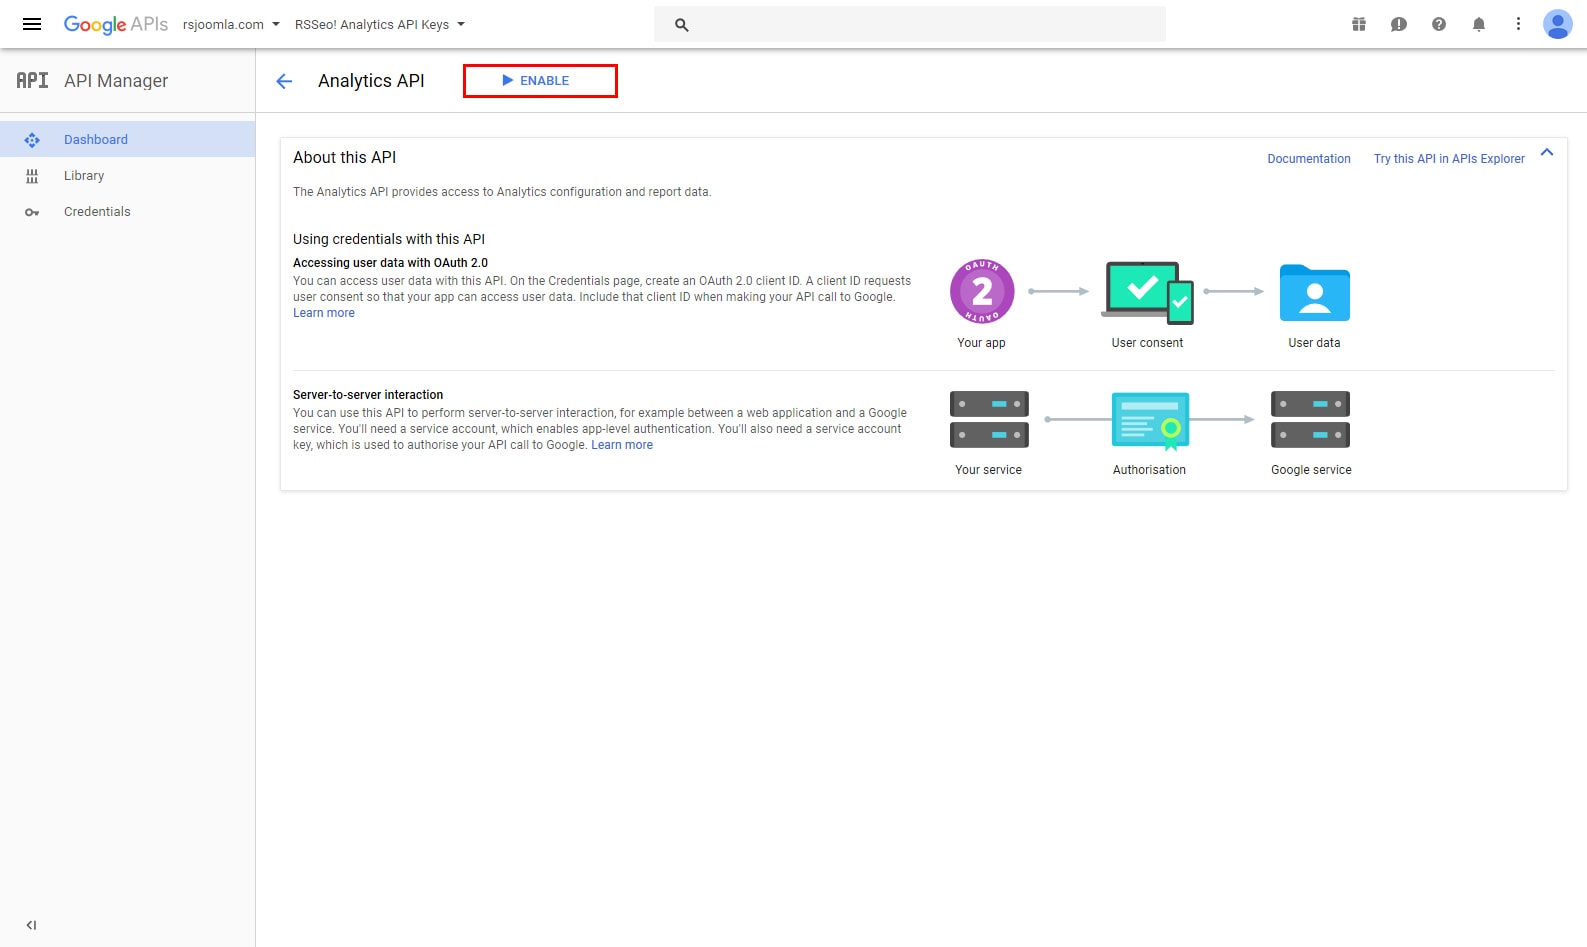 Google APIs
rsjoomla.com
RSSeo! Analytics API Keys
API
API Manager
Analytics API
ENABLE
Dashboard
Library
Credentials
About this API
Documentation
Try this API in APIs Explorer
The Analytics API provides access to Analytics configuration and report data.
Using credentials with this API
Accessing user data with OAuth 2.0
You can access user data with this API. On the Credentials page, create an OAuth 2.0 client ID. A client ID requests
user consent so that your app can access user data. Include that client ID when making your API call to Google.
Learn more
OAUTH
2
OAUTH
Your app
User consent
User data
Server-to-server interaction
You can use this API to perform server-to-server interaction, for example between a web application and a Google
service. You'll need a service account, which enables app-level authentication. You'll also need a service account
key, which is used to authorise your API call to Google. Learn more
Your service
Authorisation
Google service